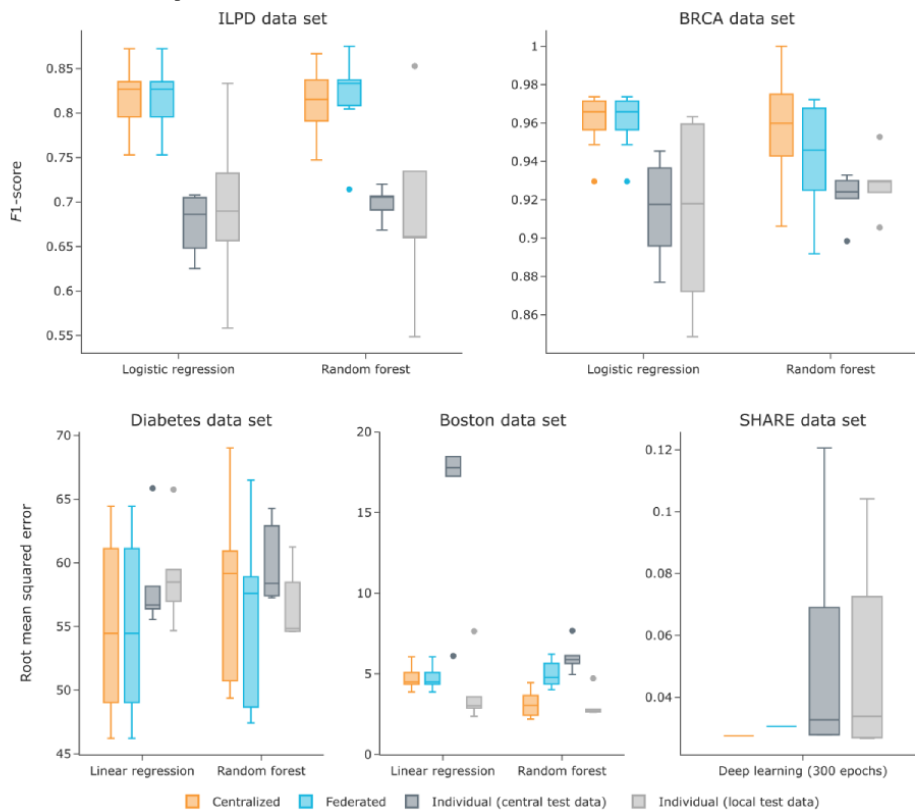 ILPD data set
BRCA data set
F1-score
0.85
0.8
0.75
0.7
0.65
0.6
0.55
Logistic regression
Random forest
1
0.98
0.96
0.94
0.92
0.9
0.88
0.86
Logistic regression
Random forest
Diabetes data set
Boston data set
SHARE data set
Root mean squared error
70
65
60
55
50
45
Linear regression
Random forest
20
15
10
5
0
Linear regression
Random forest
0.12
0.1
0.08
0.06
0.04
Deep learning (300 epochs)
Centralized
Federated
Individual (central test data)
Individual (local test data)